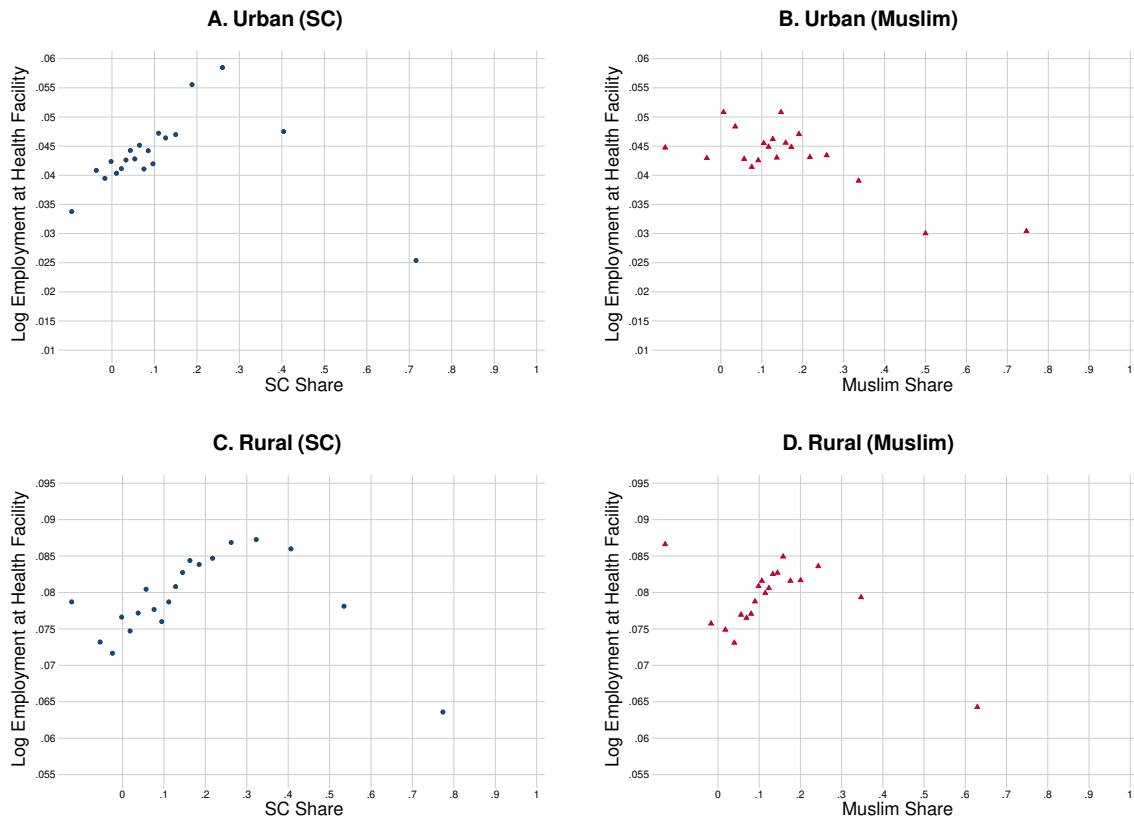 A. Urban (SC)
Log Employment at Health Facility
.06
.055
.05
.045
.04
.035
.03
.025
.02
.015
.01
0 .1 .2 .3 .4 .5 .6 .7 .8 .9 1
SC Share
B. Urban (Muslim)
Log Employment at Health Facility
.06
.055
.05
.045
.04
.035
.03
.025
.02
.015
.01
0 .1 .2 .3 .4 .5 .6 .7 .8 .9 1
Muslim Share
C. Rural (SC)
Log Employment at Health Facility
.095
.09
.085
.08
.075
.07
.065
.06
.055
0 .1 .2 .3 .4 .5 .6 .7 .8 .9 1
SC Share
D. Rural (Muslim)
Log Employment at Health Facility
.095
.09
.085
.08
.075
.07
.065
.06
.055
0 .1 .2 .3 .4 .5 .6 .7 .8 .9 1
Muslim Share